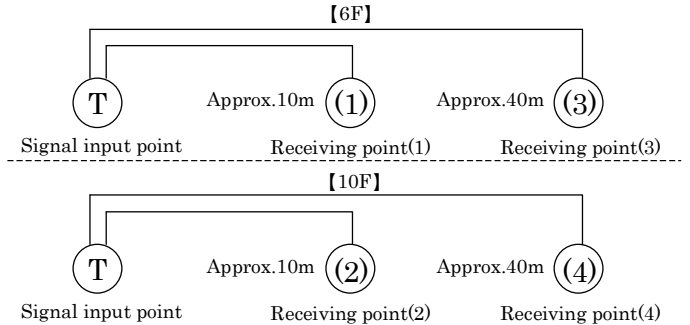 【6F】
T Approx.10m (1) Approx.40m (3)
Signal input point Receiving point(1) Receiving point(3)
【10F】
T Approx.10m (2) Approx.40m (4)
Signal input point Receiving point(2) Receiving point(4)